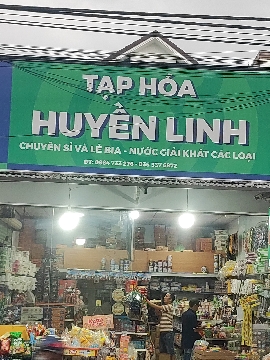 TẠP HÓA
HUYỀN LINH
CHUYÊN SỈ VÀ LẺ BIA - NƯỚC GIẢI KHÁT CÁC LOẠI